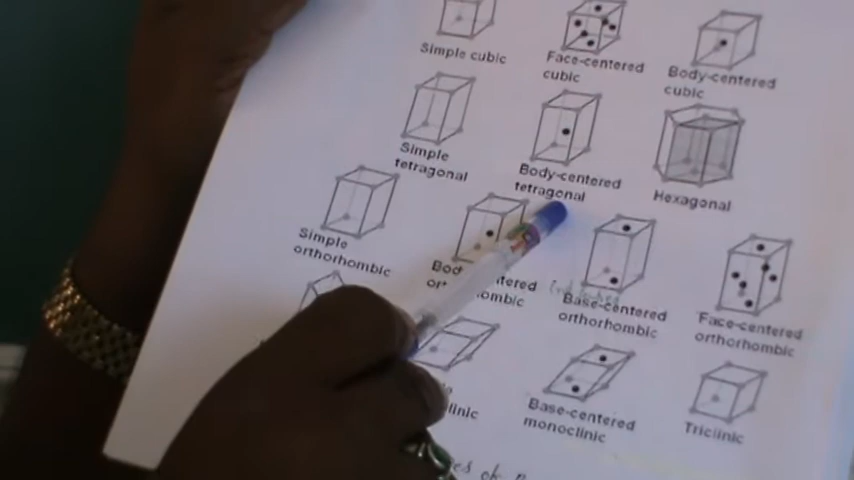 Simple cubic
Face-centered
cubic
Body-centered
cubic
Simple
tetragonal
Body-centered
tetragonal
Hexagonal
Simple
orthorhombic
Base-centered
orthorhombic
Face-centered
orthorhombic
Base-centered
monoclinic
Triclinic